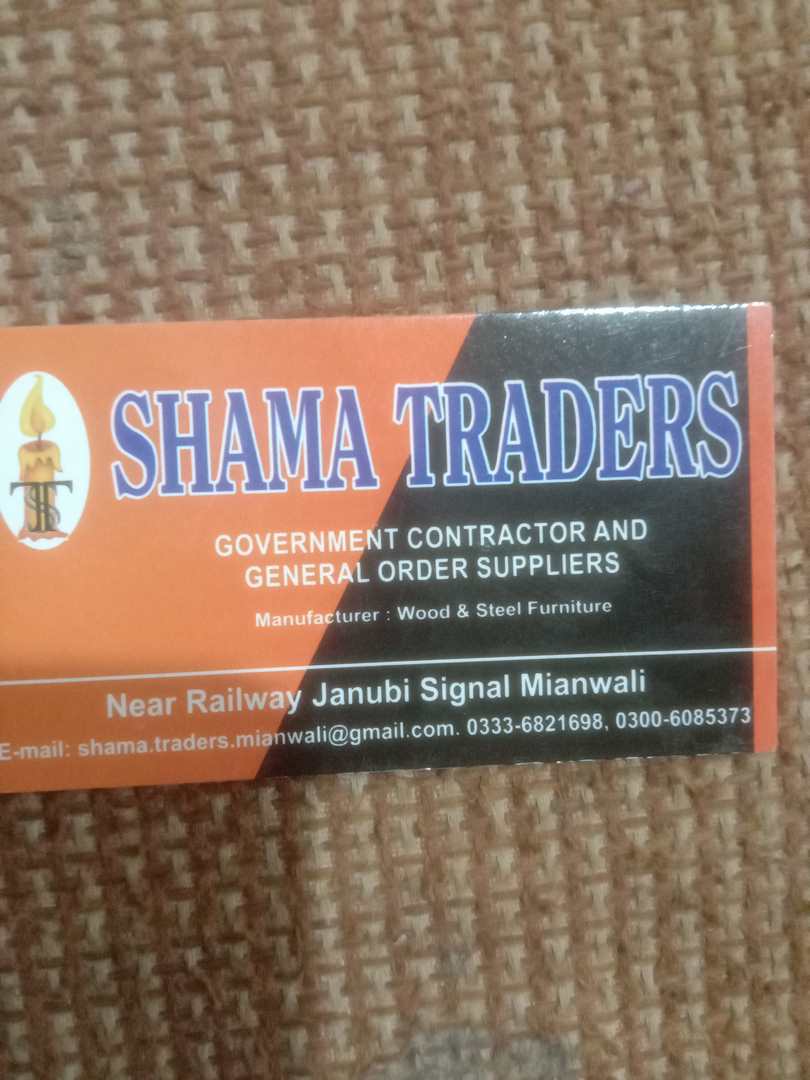 SHAMA TRADERS
TS
GOVERNMENT CONTRACTOR AND
GENERAL ORDER SUPPLIERS
Manufacturer : Wood & Steel Furniture
Near Railway Janubi Signal Mianwali
E-mail: shama.traders.mianwali@gmail.com. 0333-6821698, 0300-6085373